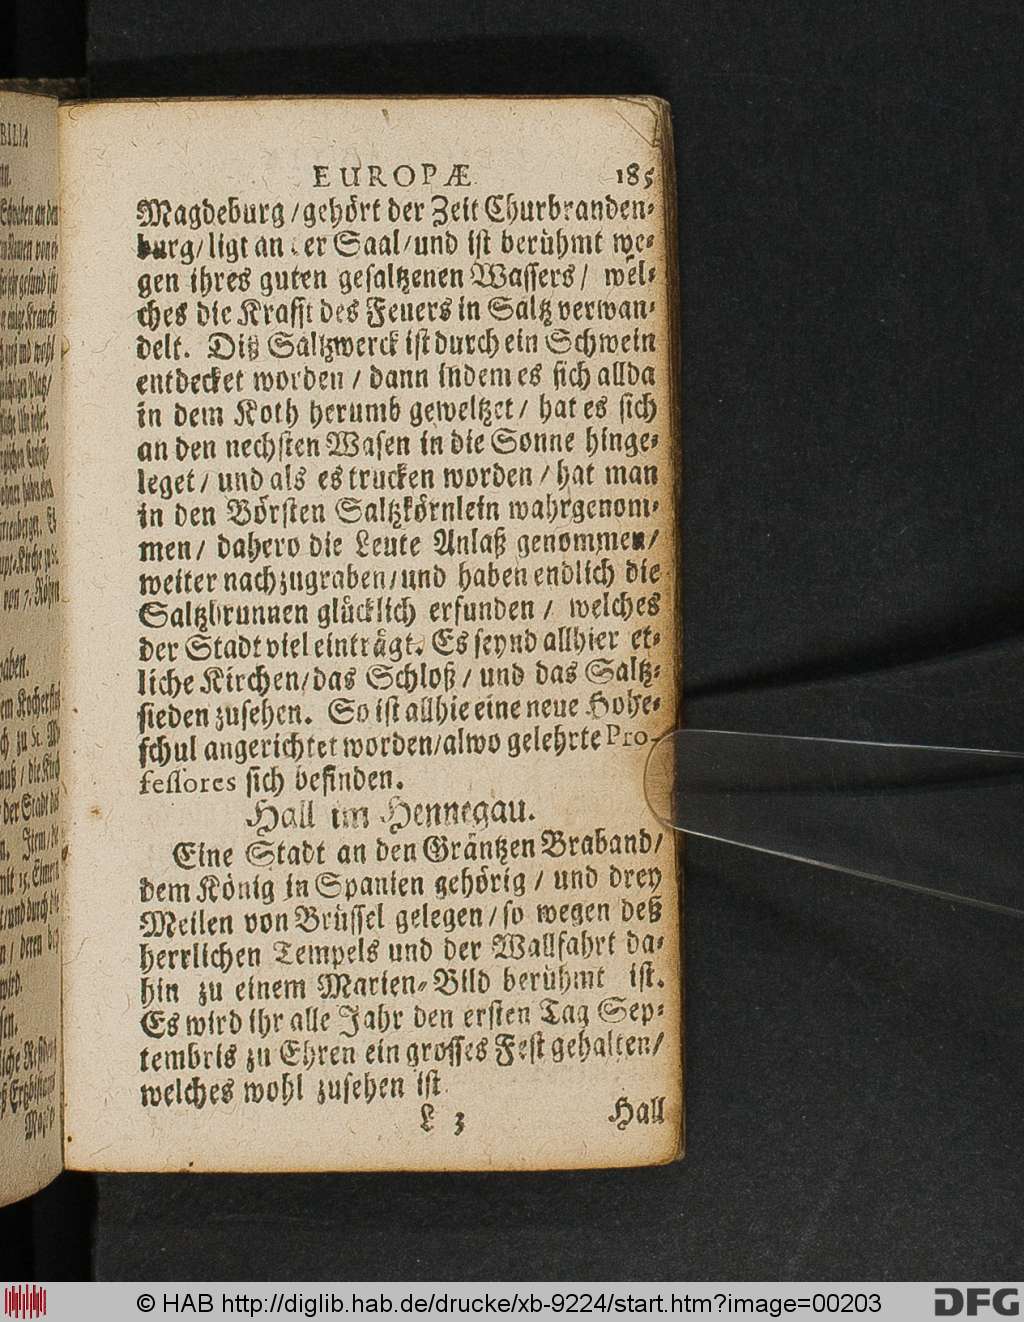 EUROPÆ. 185
Magdeburg / gehört der Zeit Churbranden-
burg / ligt an der Saal / und ist berühmt we-
gen ihres guten gesaltzenen Wassers / wel-
ches die Krafft des Feuers in Saltz verwan-
delt. Ditz Saltzwerck ist durch ein Schwein
entdecket worden / dann indem es sich allda
in dem Koth herumb geweltzet / hat es sich
an den nechsten Wasen in die Sonne hinge-
leget / und als es trucken worden / hat man
in den Börsten Saltzkörnlein wahrgenom-
men / dahero die Leute Anlaß genommen /
weiter nachzugraben / und haben endlich die
Saltzbrunnen glücklich erfunden / welches
der Stadt viel einträgt. Es seynd allhier et-
liche Kirchen / das Schloß / und das Saltz-
sieden zusehen. So ist allhie eine neue Hohe-
schul angerichtet worden / alwo gelehrte Pro-
fessores sich befinden.
Hall im Hennegau.
Eine Stadt an den Gräntzen Braband /
dem König in Spanien gehörig / und drey
Meilen von Brüssel gelegen / so wegen deß
herrlichen Tempels und der Wallfahrt da-
hin zu einem Marien-Bild berühmt ist.
Es wird ihr alle Jahr den ersten Tag Sep-
tembris zu Ehren ein grosses Fest gehalten /
welches wohl zusehen ist
L 3 Hall
© HAB http://diglib.hab.de/drucke/xb-9224/start.htm?image=00203
DFG